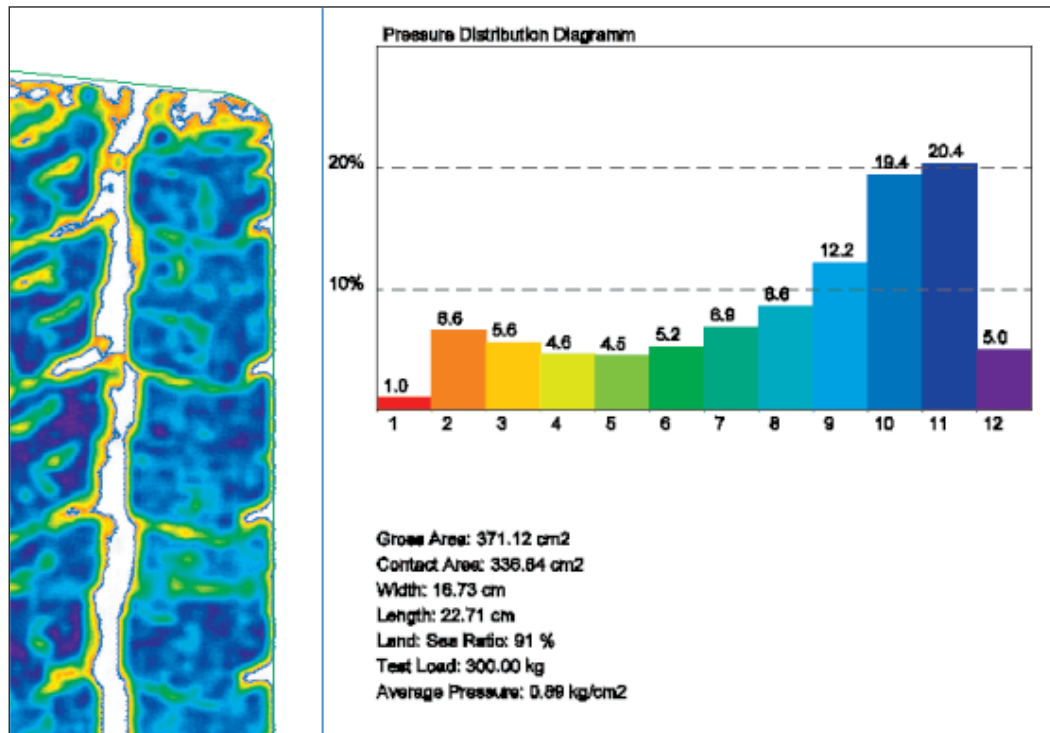 Pressure Distribution Diagramm
20%
10%
1.0
6.6
5.6
4.6
4.5
5.2
6.9
8.6
12.2
19.4
20.4
5.0
1 2 3 4 5 6 7 8 9 10 11 12
Gross Area: 371.12 cm2
Contact Area: 336.64 cm2
Width: 16.73 cm
Length: 22.71 cm
Land: Sea Ratio: 91 %
Test Load: 300.00 kg
Average Pressure: 0.89 kg/cm2